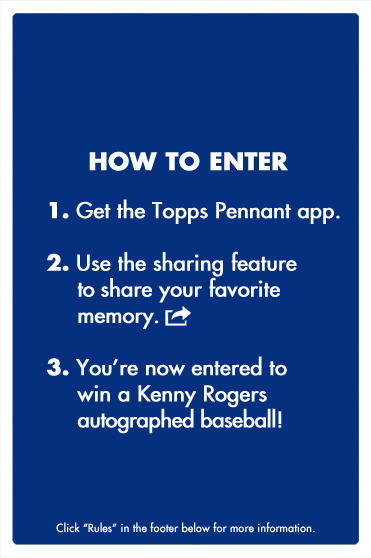 HOW TO ENTER
1. Get the Topps Pennant app.
2. Use the sharing feature
to share your favorite
memory.
3. You’re now entered to
win a Kenny Rogers
autographed baseball!
Click “Rules” in the footer below for more information.